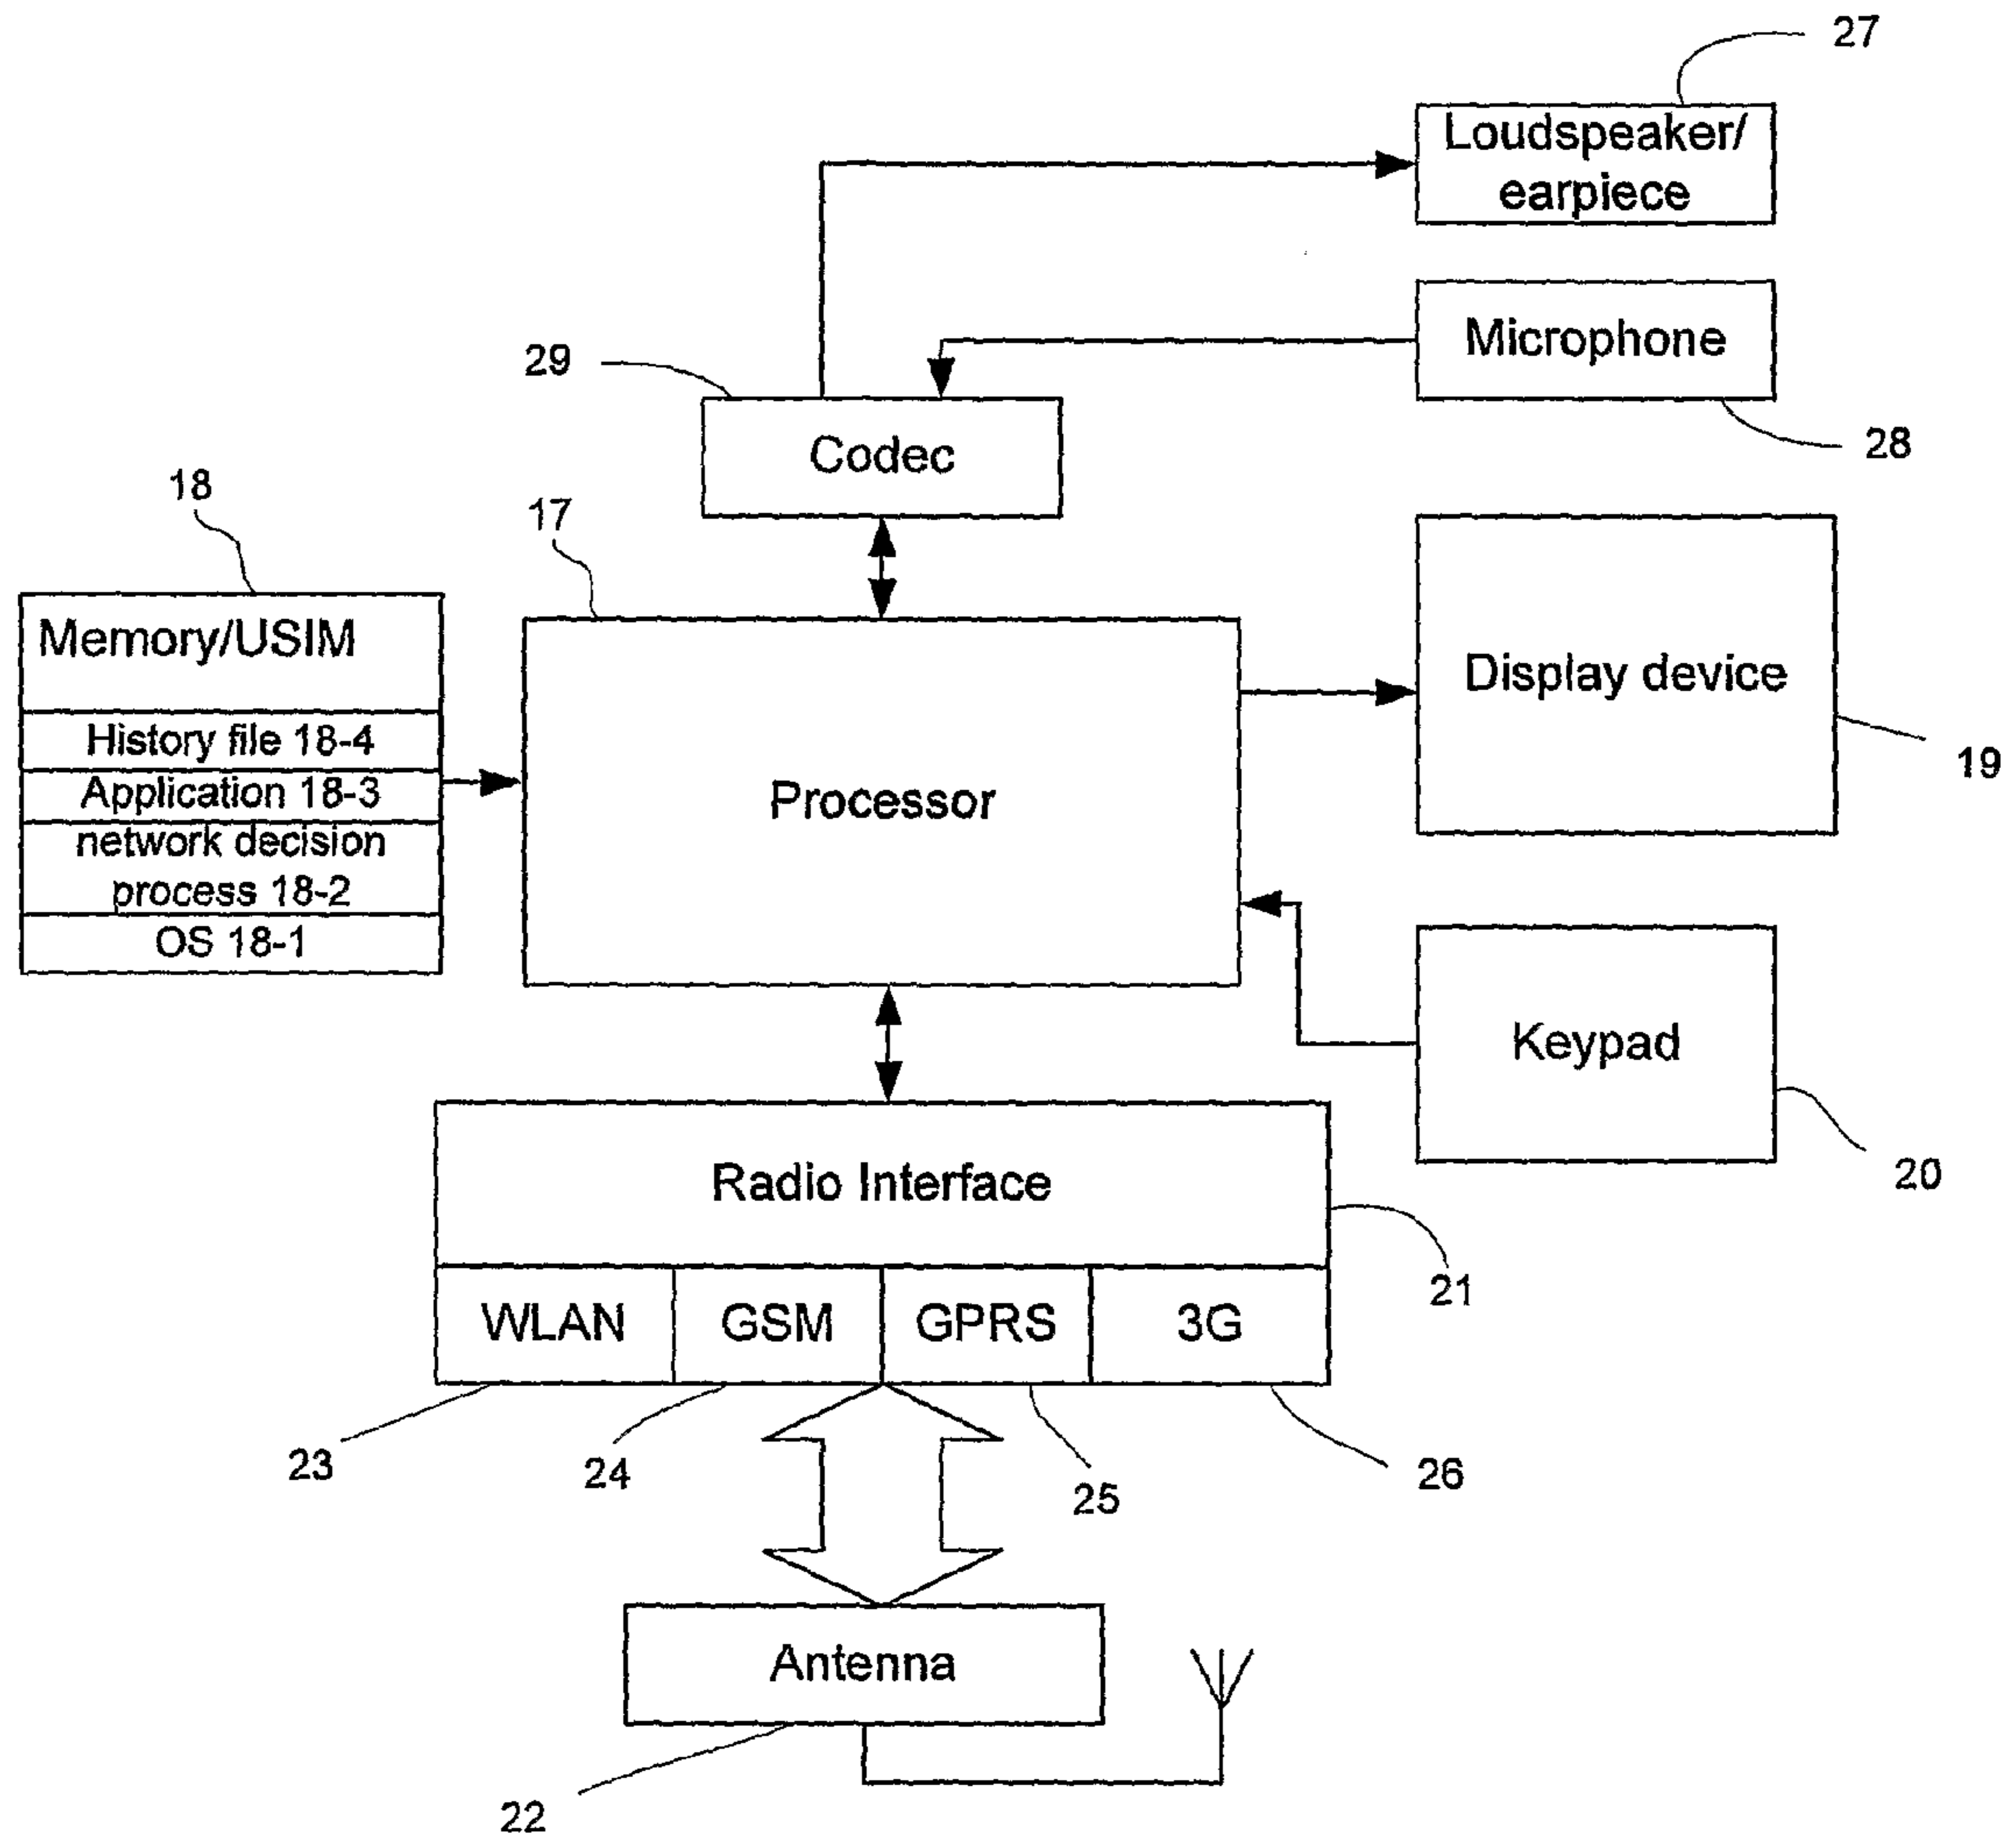 27
Loudspeaker/
earpiece
Microphone
28
29
Codec
18
17
Memory/USIM
History file 18-4
Application 18-3
network decision
process 18-2
OS 18-1
Processor
Display device
19
Keypad
20
Radio Interface
21
WLAN
GSM
GPRS
3G
23
24
25
26
Antenna
22